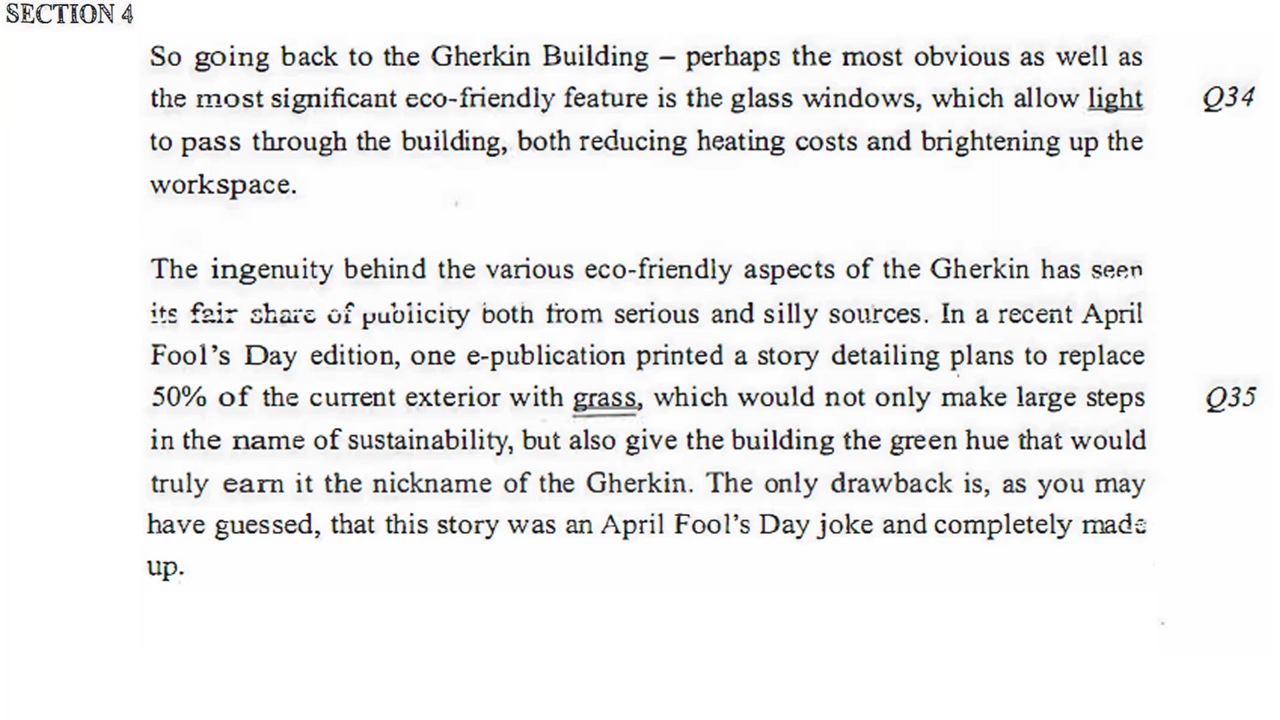 SECTION 4
So going back to the Gherkin Building – perhaps the most obvious as well as
the most significant eco-friendly feature is the glass windows, which allow light Q34
to pass through the building, both reducing heating costs and brightening up the
workspace.
The ingenuity behind the various eco-friendly aspects of the Gherkin has seen
its fair share of publicity both from serious and silly sources. In a recent April
Fool's Day edition, one e-publication printed a story detailing plans to replace
50% of the current exterior with grass, which would not only make large steps Q35
in the name of sustainability, but also give the building the green hue that would
truly earn it the nickname of the Gherkin. The only drawback is, as you may
have guessed, that this story was an April Fool's Day joke and completely made
up.